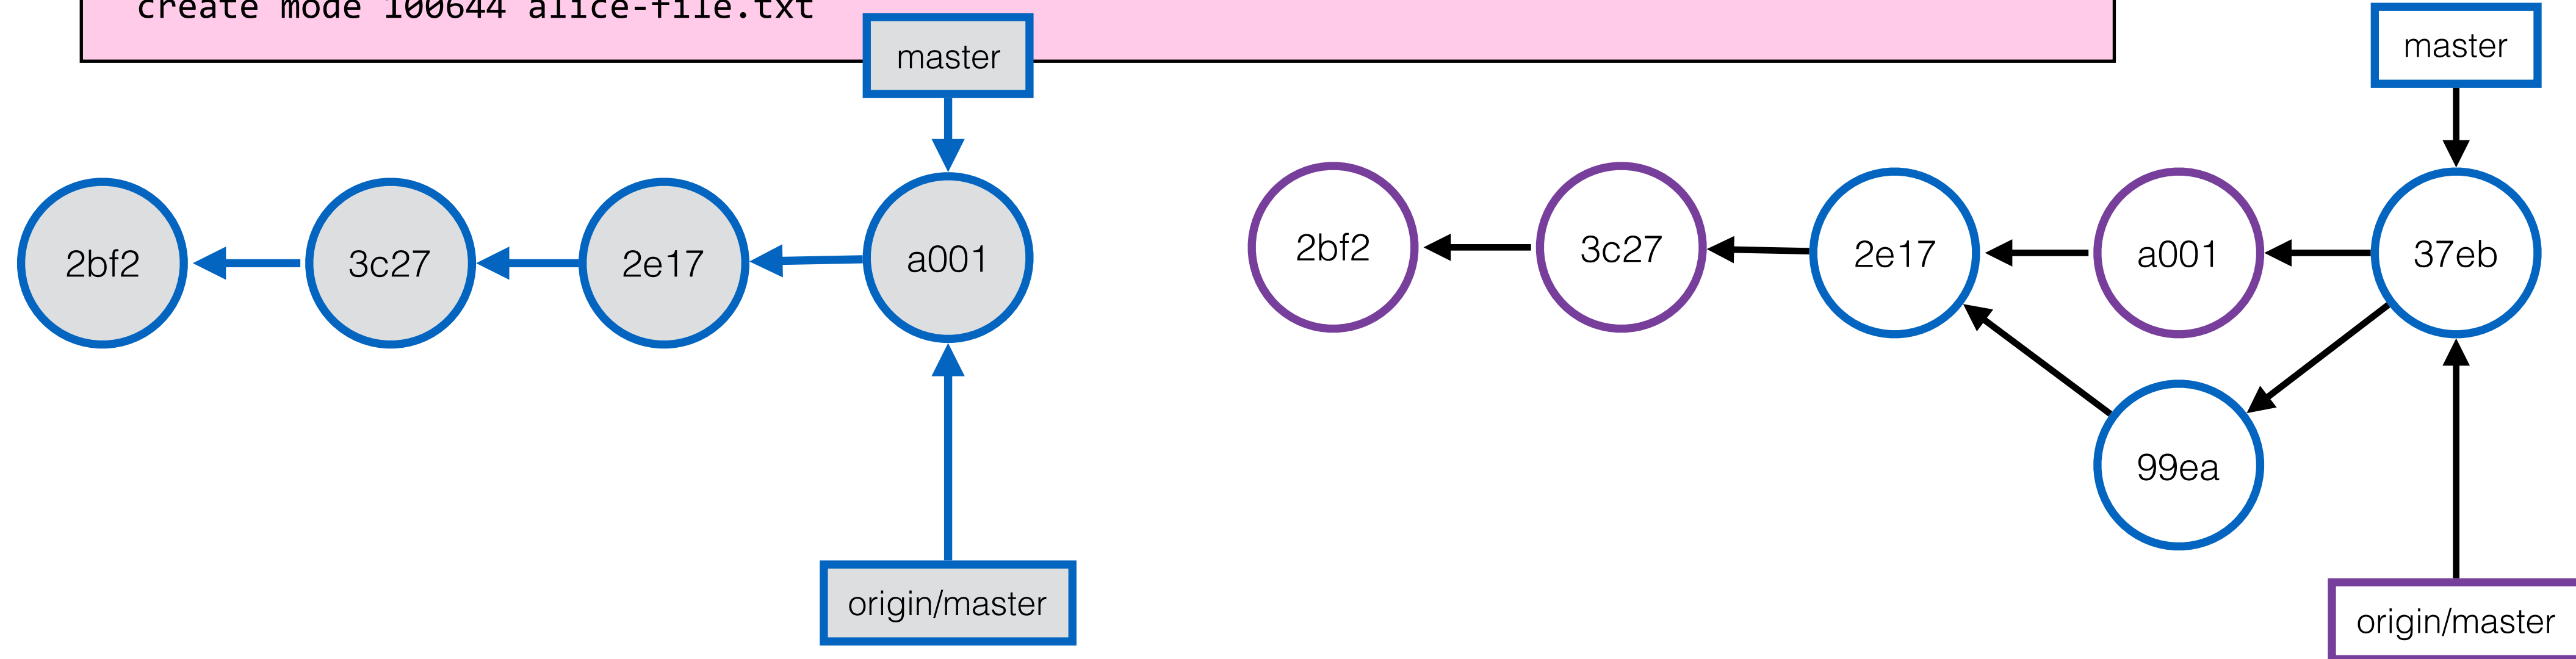 create mode 100644 alice-file.txt
master
2bf2
3c27
2e17
a001
origin/master
master
2bf2
3c27
2e17
a001
37eb
99ea
origin/master